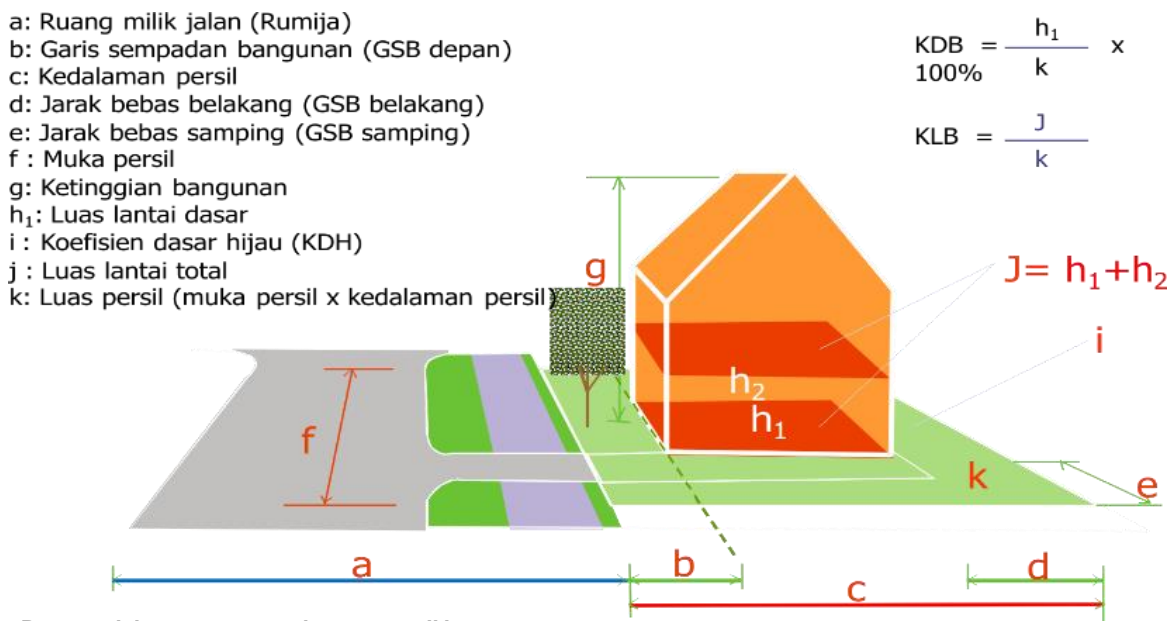 a: Ruang milik jalan (Rumija)
b: Garis sempadan bangunan (GSB depan)
c: Kedalaman persil
d: Jarak bebas belakang (GSB belakang)
e: Jarak bebas samping (GSB samping)
f : Muka persil
g: Ketinggian bangunan
h₁: Luas lantai dasar
i : Koefisien dasar hijau (KDH)
j : Luas lantai total
k: Luas persil (muka persil x kedalaman persil)
KDB = h₁ / k x
100%
KLB = J / k
g
J= h₁+h₂
i
h₂
h₁
f
k
e
a
b
c
d